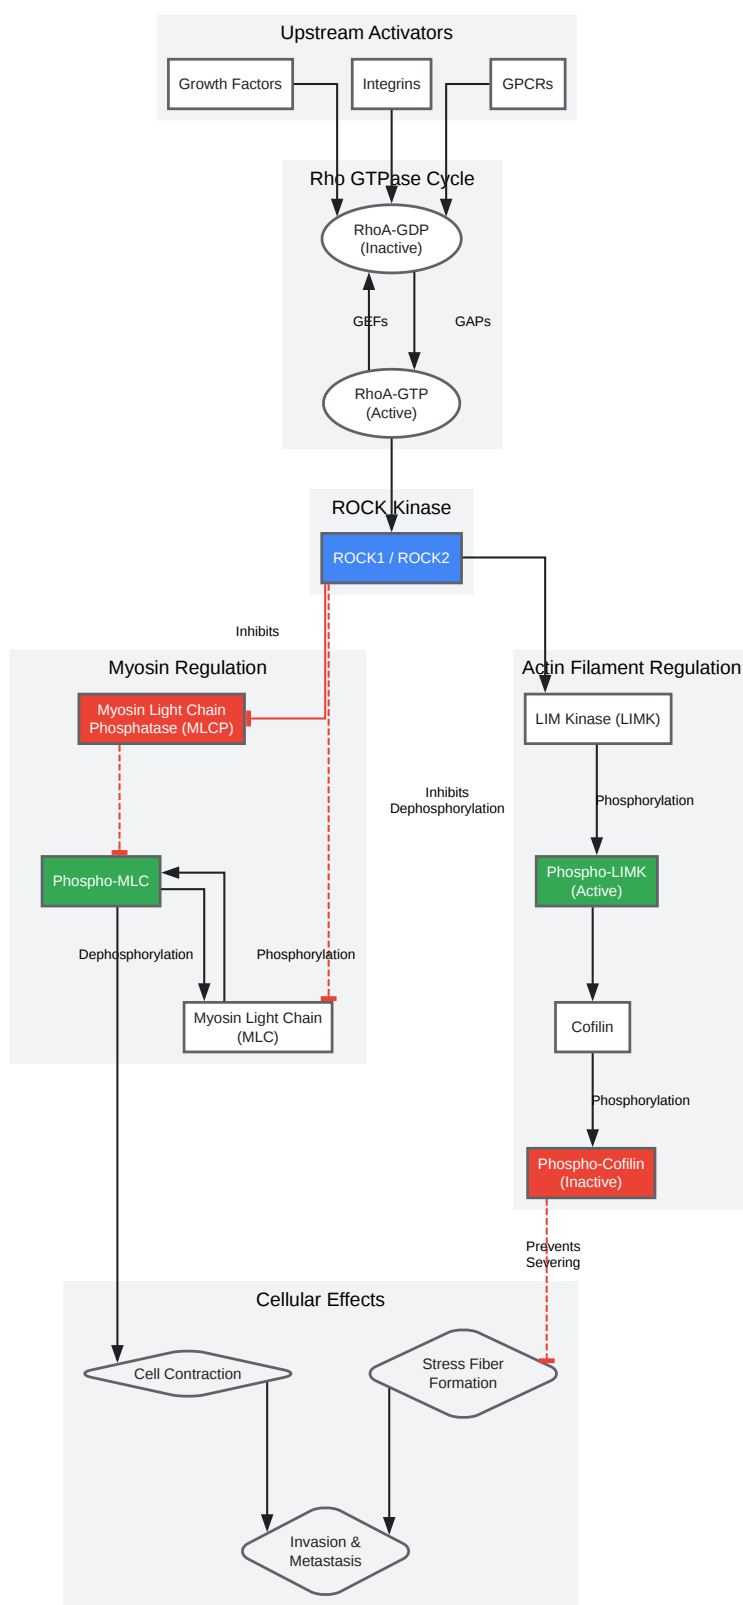 Upstream Activators
Growth Factors
Integrins
GPCRs
Rho GTPase Cycle
RhoA-GDP
(Inactive)
GEFs
GAPs
RhoA-GTP
(Active)
ROCK Kinase
ROCK1 / ROCK2
Inhibits
Myosin Regulation
Actin Filament Regulation
Myosin Light Chain
Phosphatase (MLCP)
LIM Kinase (LIMK)
Inhibits
Dephosphorylation
Phosphorylation
Phospho-MLC
Phospho-LIMK
(Active)
Dephosphorylation
Phosphorylation
Myosin Light Chain
(MLC)
Cofilin
Phosphorylation
Phospho-Cofilin
(Inactive)
Prevents
Severing
Cellular Effects
Cell Contraction
Stress Fiber
Formation
Invasion &
Metastasis